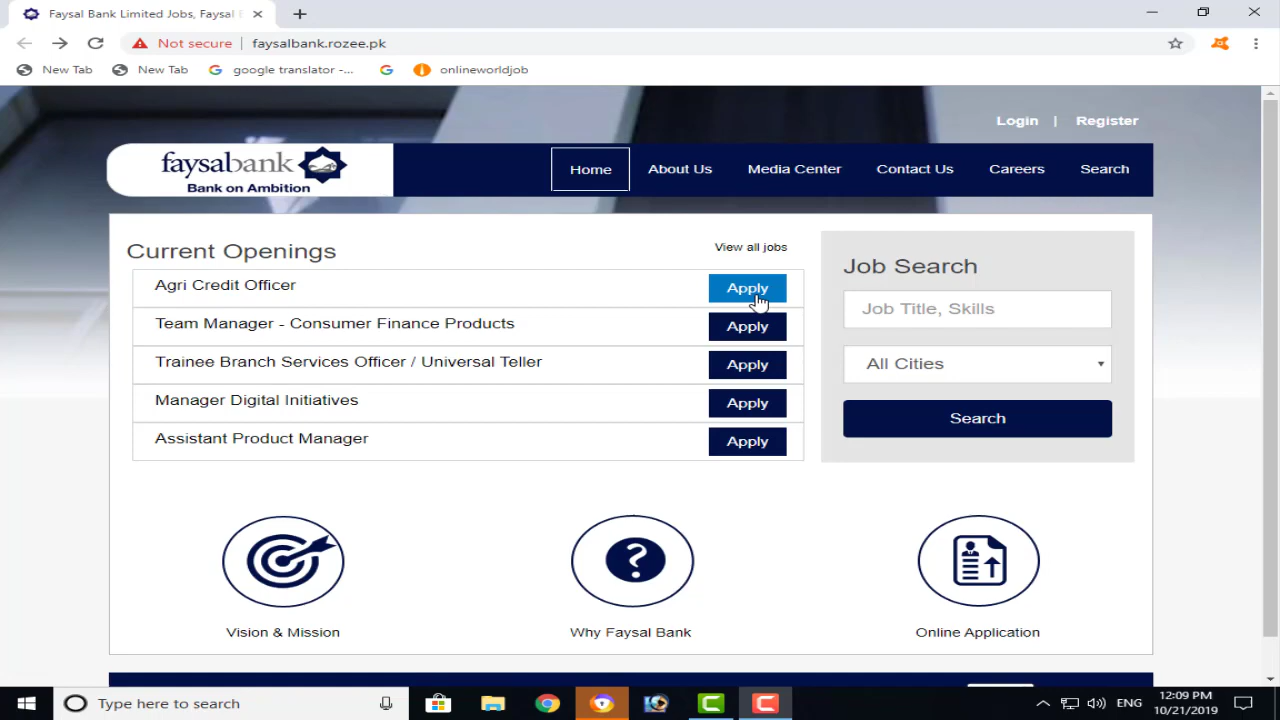 Faysal Bank Limited Jobs, Faysal
Not secure | faysalbank.rozee.pk
New Tab New Tab google translator -... onlineworldjob
Login | Register
faysalbank
Bank on Ambition
Home About Us Media Center Contact Us Careers Search
Current Openings
View all jobs
Agri Credit Officer Apply
Team Manager - Consumer Finance Products Apply
Trainee Branch Services Officer / Universal Teller Apply
Manager Digital Initiatives Apply
Assistant Product Manager Apply
Job Search
Job Title, Skills
All Cities
Search
Vision & Mission
Why Faysal Bank
Online Application
Type here to search
ENG
12:09 PM
10/21/2019